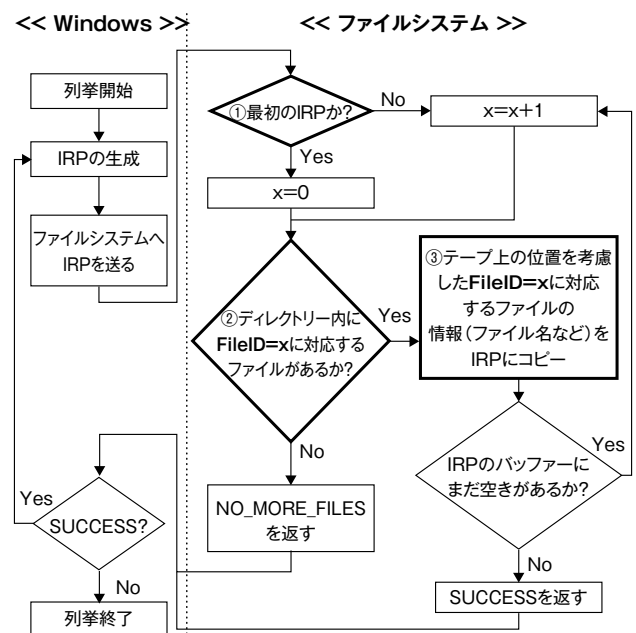 << Windows >>
<< ファイルシステム >>
列挙開始
IRPの生成
ファイルシステムへ
IRPを送る
SUCCESS?
Yes
No
列挙終了
①最初のIRPか?
No
Yes
x=x+1
x=0
②ディレクトリー内に
FileID=xに対応する
ファイルがあるか?
Yes
No
③テープ上の位置を考慮
したFileID=xに対応
するファイルの
情報(ファイル名など)を
IRPにコピー
IRPのバッファーに
まだ空きがあるか?
Yes
No
NO_MORE_FILES
を返す
SUCCESSを返す